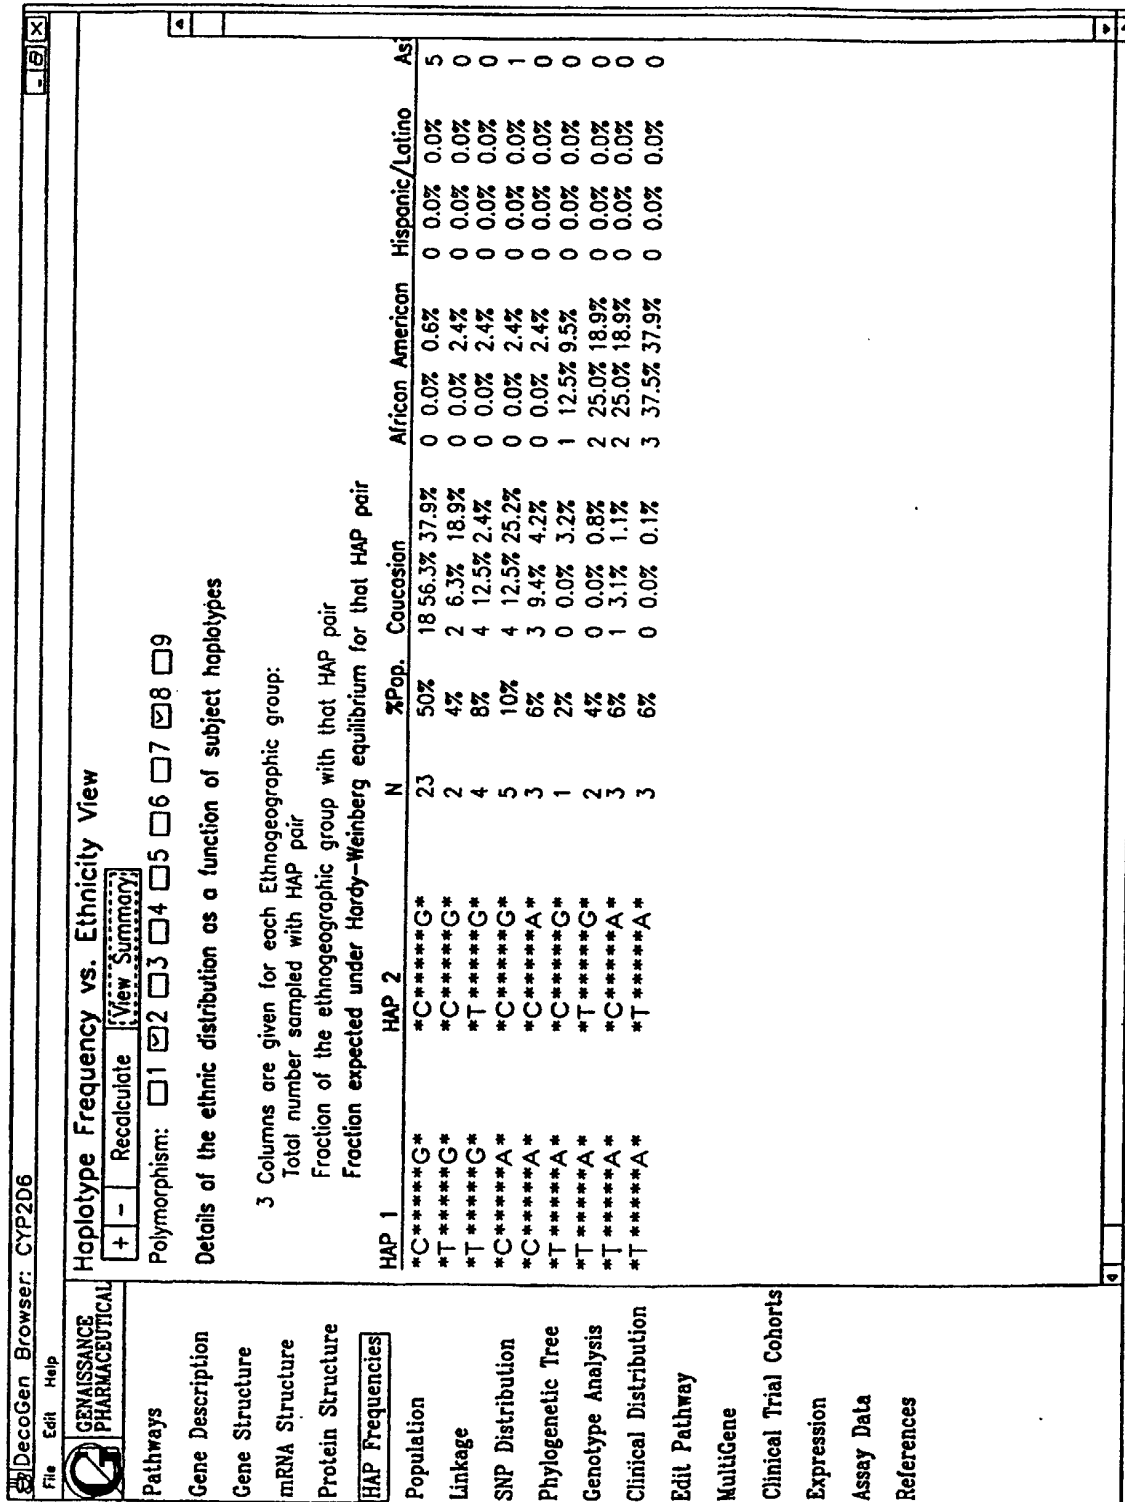 DecoGen Browser: CYP2D6
File Edit Help
GENAISSANCE
PHARMACEUTICAL
Pathways
Gene Description
Gene Structure
mRNA Structure
Protein Structure
HAP Frequencies
Population
Linkage
SNP Distribution
Phylogenetic Tree
Genotype Analysis
Clinical Distribution
Edit Pathway
MultiGene
Clinical Trial Cohorts
Expression
Assay Data
References
Haplotype Frequency vs. Ethnicity View
+ - Recalculate View Summary
Polymorphism: 1 2 3 4 5 6 7 8 9
Details of the ethnic distribution as a function of subject haplotypes
3 Columns are given for each Ethnogeographic group:
Total number sampled with HAP pair
Fraction of the ethnogeographic group with that HAP pair
Fraction expected under Hardy-Weinberg equilibrium for that HAP pair
HAP 1 HAP 2 N %Pop. Caucasian African American Hispanic/Latino Asi
*C*****G* *C*****G* 23 50% 18 56.3% 37.9% 0 0.0% 0.6% 0 0.0% 0.0% 5
*T*****G* *C*****G* 2 4% 2 6.3% 18.9% 0 0.0% 2.4% 0 0.0% 0.0% 0
*T*****G* *T*****G* 4 8% 4 12.5% 2.4% 0 0.0% 2.4% 0 0.0% 0.0% 0
*C*****A* *C*****G* 5 10% 4 12.5% 25.2% 0 0.0% 2.4% 0 0.0% 0.0% 1
*C*****A* *C*****A* 3 6% 3 9.4% 4.2% 0 0.0% 2.4% 0 0.0% 0.0% 0
*T*****A* *C*****G* 1 2% 0 0.0% 3.2% 1 12.5% 9.5% 0 0.0% 0.0% 0
*T*****A* *T*****G* 2 4% 0 0.0% 0.8% 2 25.0% 18.9% 0 0.0% 0.0% 0
*T*****A* *C*****A* 3 6% 1 3.1% 1.1% 2 25.0% 18.9% 0 0.0% 0.0% 0
*T*****A* *T*****A* 3 6% 0 0.0% 0.1% 3 37.5% 37.9% 0 0.0% 0.0% 0